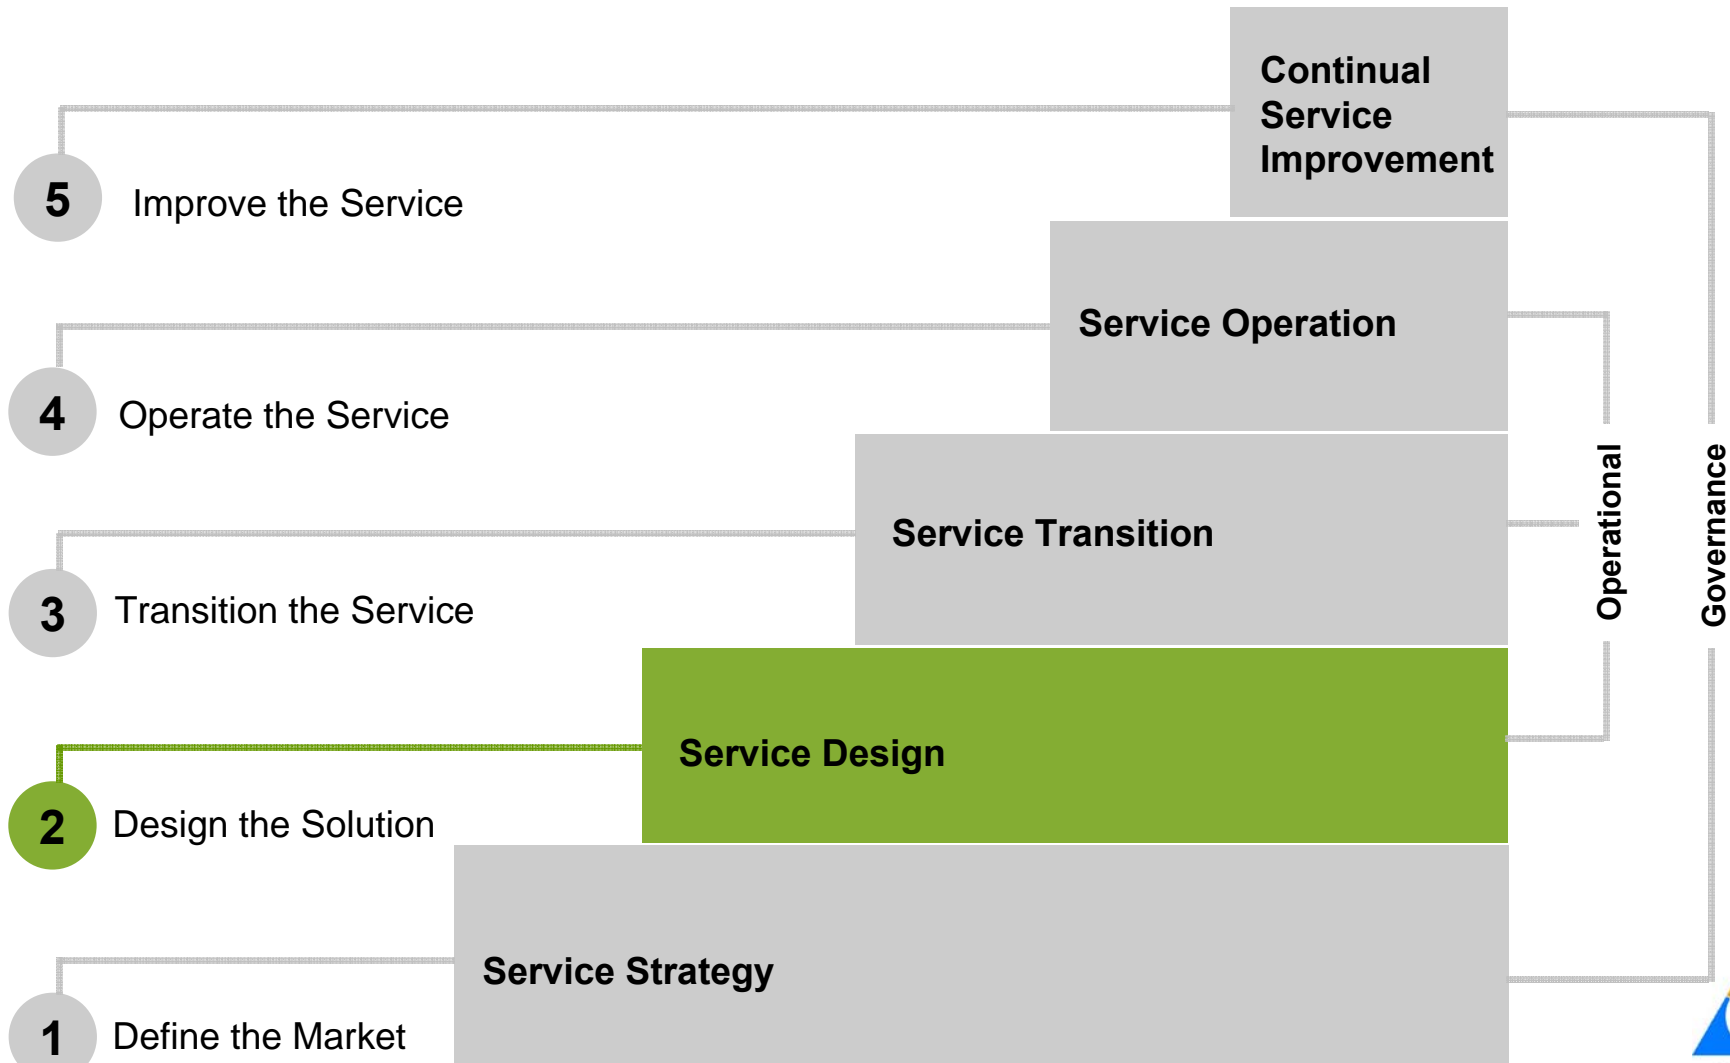 Continual
Service
Improvement
5
Improve the Service
Service Operation
4
Operate the Service
Service Transition
3
Transition the Service
Operational
Governance
Service Design
2
Design the Solution
Service Strategy
1
Define the Market